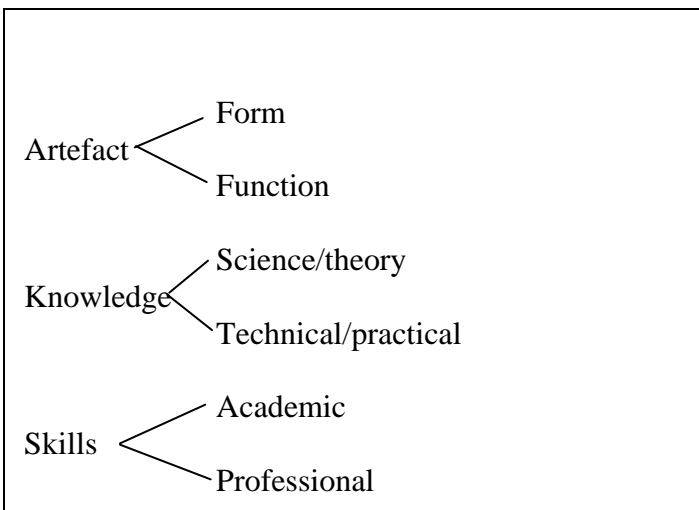 Form
Artefact
Function
Science/theory
Knowledge
Technical/practical
Academic
Skills
Professional